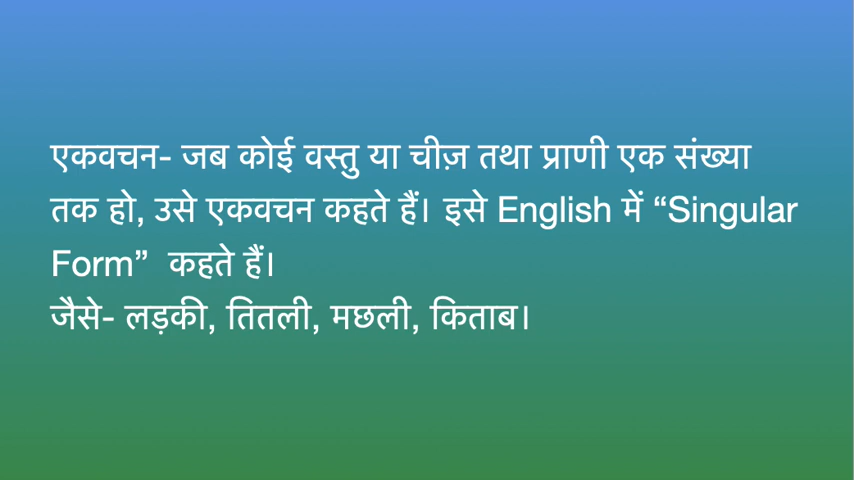 एकवचन- जब कोई वस्तु या चीज़ तथा प्राणी एक संख्या
तक हो, उसे एकवचन कहते हैं। इसे English में “Singular
Form”  कहते हैं।
जैसे- लड़की, तितली, मछली, किताब।